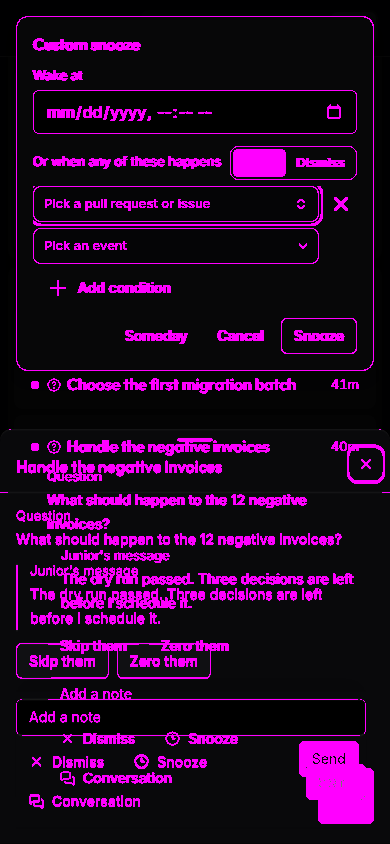 Custom snooze
Wake at
mm/dd/yyyy, --:-- --
Or when any of these happens
Dismiss
Pick a pull request or issue
Pick an event
Add condition
Someday Cancel Snooze
Choose the first migration batch 41m
Handle the negative invoices 40m
Handle the negative invoices
Question
What should happen to the 12 negative
invoices?
Question
What should happen to the 12 negative invoices?
Junior's message
Junior's message
The dry run passed. Three decisions are left
before I schedule it.
The dry run passed. Three decisions are left
before I schedule it.
Skip them Zero them
Skip them Zero them
Add a note
Add a note
Dismiss Snooze
Dismiss Snooze
Send
Conversation
Conversation